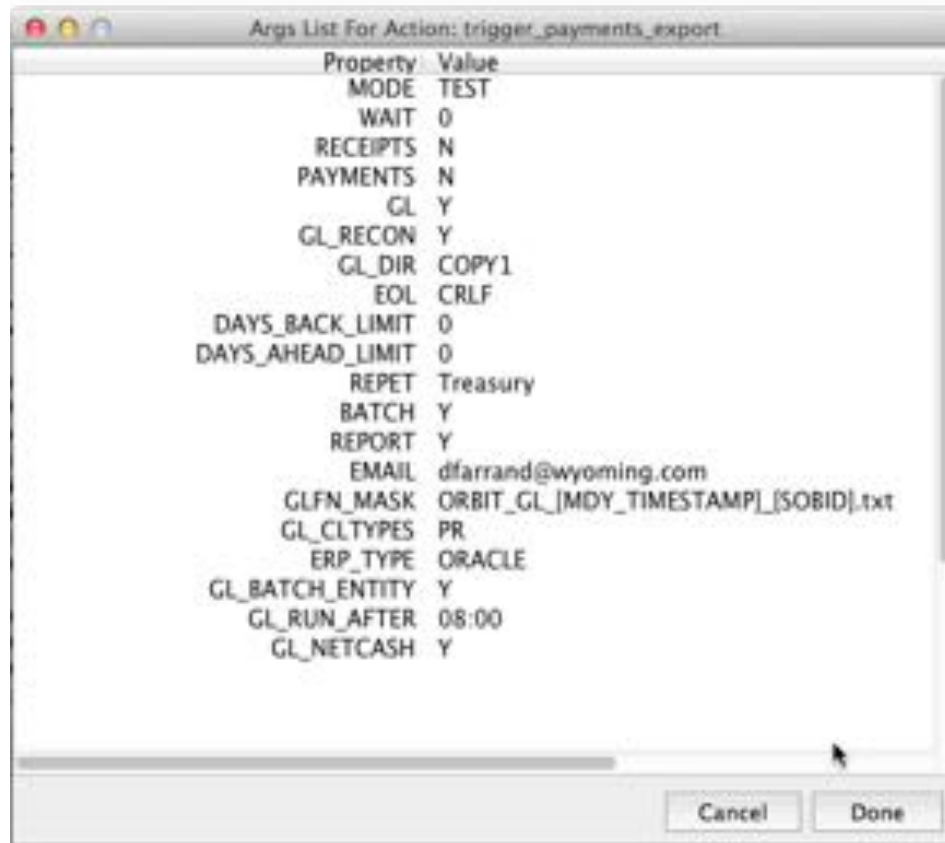 Args List For Action: trigger_payments_export
Property Value
MODE TEST
WAIT 0
RECEIPTS N
PAYMENTS N
GL Y
GL_RECON Y
GL_DIR COPY1
EOL CRLF
DAYS_BACK_LIMIT 0
DAYS_AHEAD_LIMIT 0
REPET Treasury
BATCH Y
REPORT Y
EMAIL dfarrand@wyoming.com
GLFN_MASK ORBIT_GL_[MDY_TIMESTAMP]_[SOBID].txt
GL_CLTYPES PR
ERP_TYPE ORACLE
GL_BATCH_ENTITY Y
GL_RUN_AFTER 08:00
GL_NETCASH Y
Cancel Done